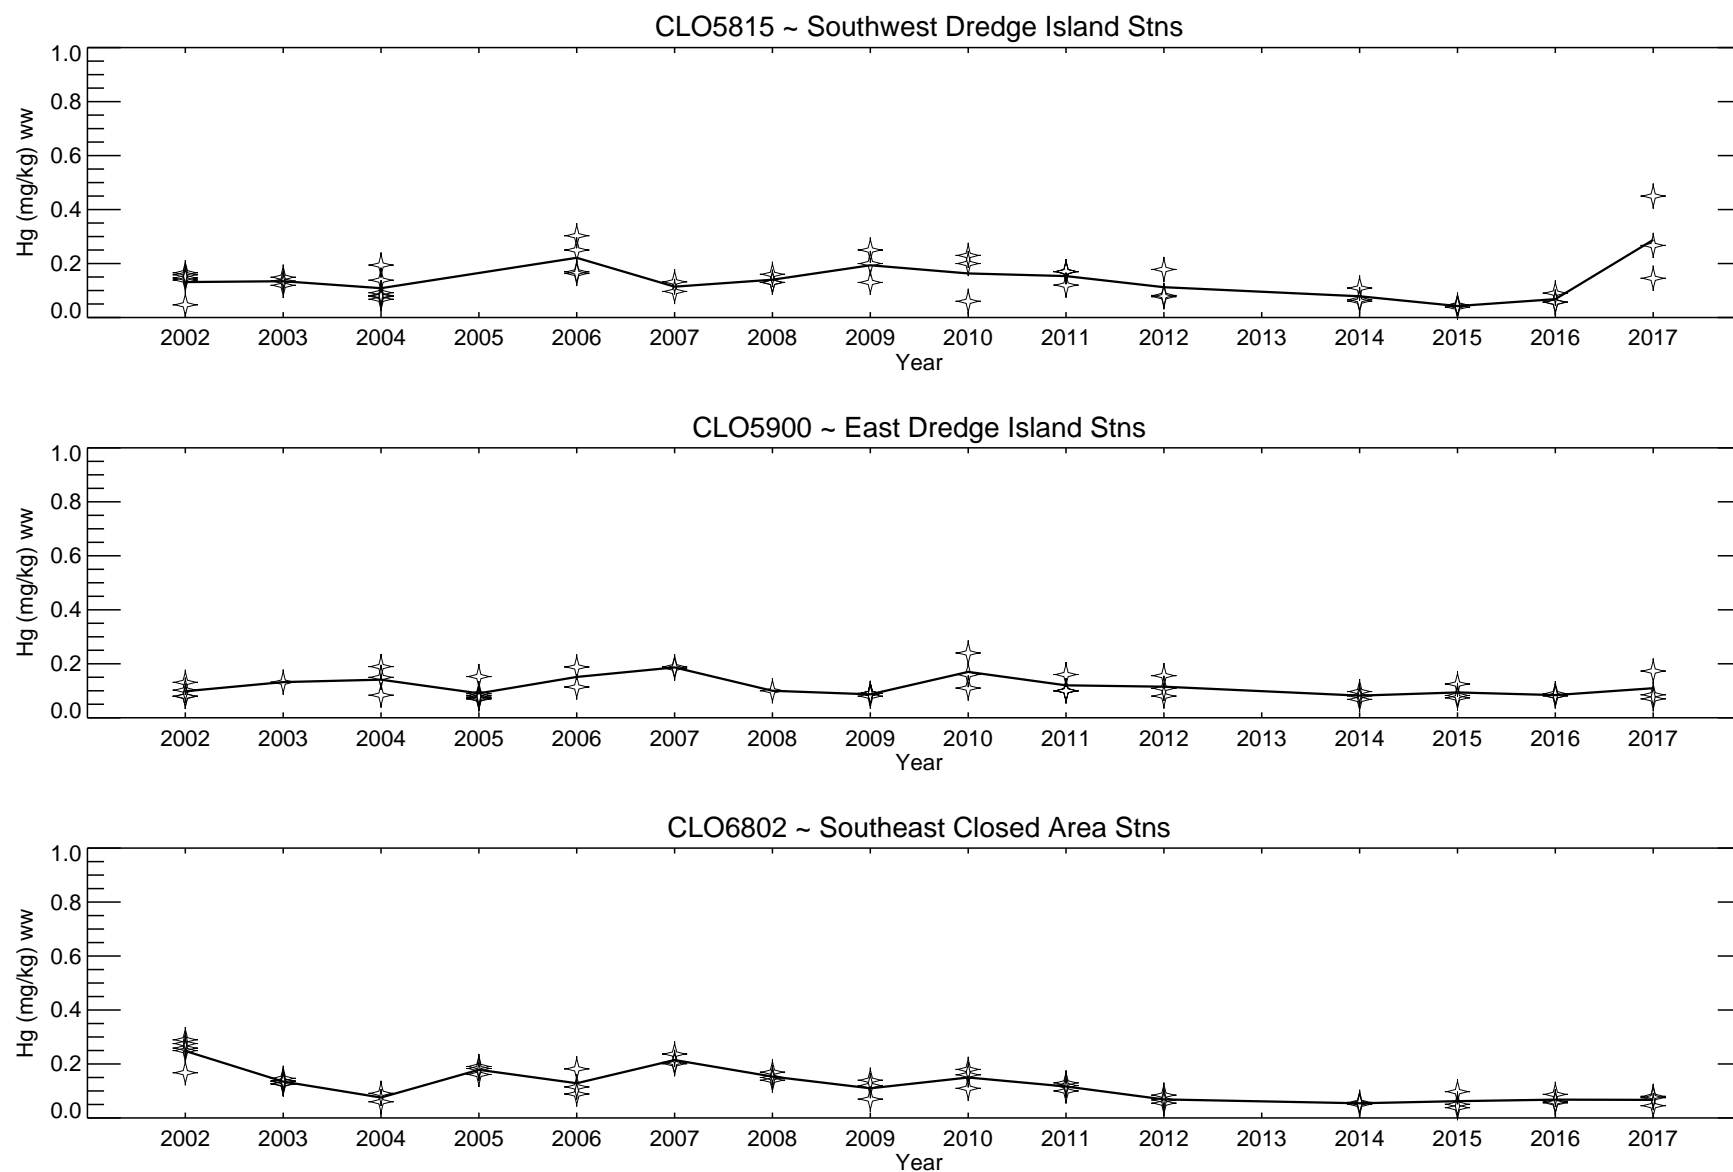 CLO5815 ~ Southwest Dredge Island Stns
1.0
0.8
0.6
0.4
0.2
0.0
Hg (mg/kg) ww
2002 2003 2004 2005 2006 2007 2008 2009 2010 2011 2012 2013 2014 2015 2016 2017
Year
CLO5900 ~ East Dredge Island Stns
1.0
0.8
0.6
0.4
0.2
0.0
Hg (mg/kg) ww
2002 2003 2004 2005 2006 2007 2008 2009 2010 2011 2012 2013 2014 2015 2016 2017
Year
CLO6802 ~ Southeast Closed Area Stns
1.0
0.8
0.6
0.4
0.2
0.0
Hg (mg/kg) ww
2002 2003 2004 2005 2006 2007 2008 2009 2010 2011 2012 2013 2014 2015 2016 2017
Year